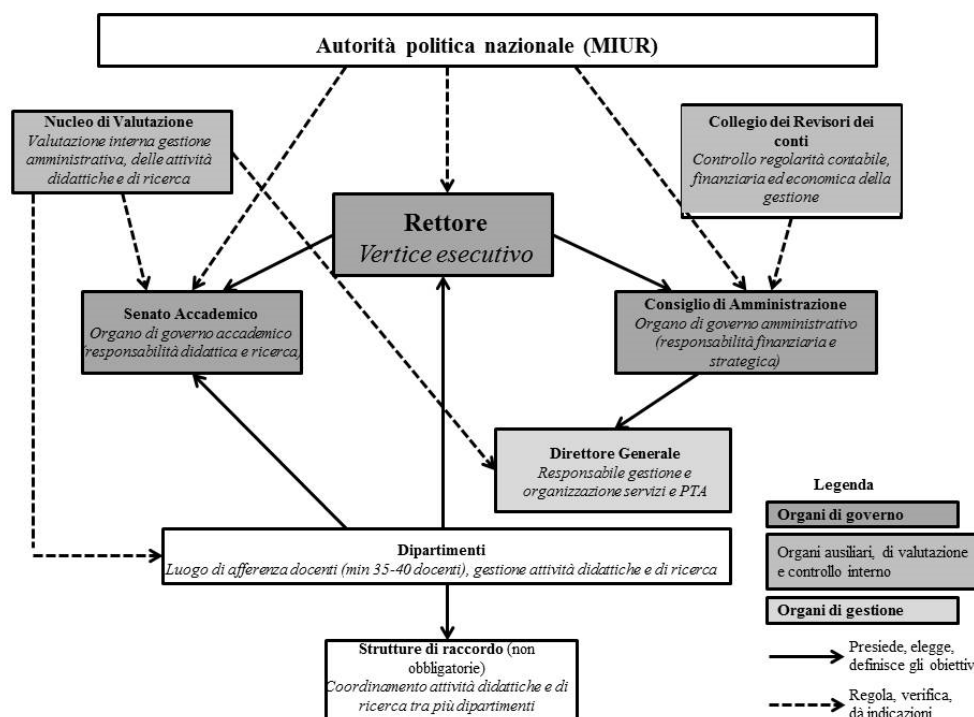 Autorità politica nazionale (MIUR)
Nucleo di Valutazione
Valutazione interna gestione
amministrativa, delle attività
didattiche e di ricerca
Collegio dei Revisori dei
conti
Controllo regolarità contabile,
finanziaria ed economica della
gestione
Rettore
Vertice esecutivo
Senato Accademico
Organo di governo accademico
(responsabilità didattica e ricerca)
Consiglio di Amministrazione
Organo di governo amministrativo
(responsabilità finanziaria e
strategica)
Direttore Generale
Responsabile gestione e
organizzazione servizi e PTA
Dipartimenti
Luogo di afferenza docenti (min 35-40 docenti), gestione attività didattiche e di ricerca
Strutture di raccordo (non
obbligatorie)
Coordinamento attività didattiche e di
ricerca tra più dipartimenti
Legenda
Organi di governo
Organi ausiliari, di valutazione
e controllo interno
Organi di gestione
Presiede, elegge,
definisce gli obiettiv
Regola, verifica,
dà indicazioni